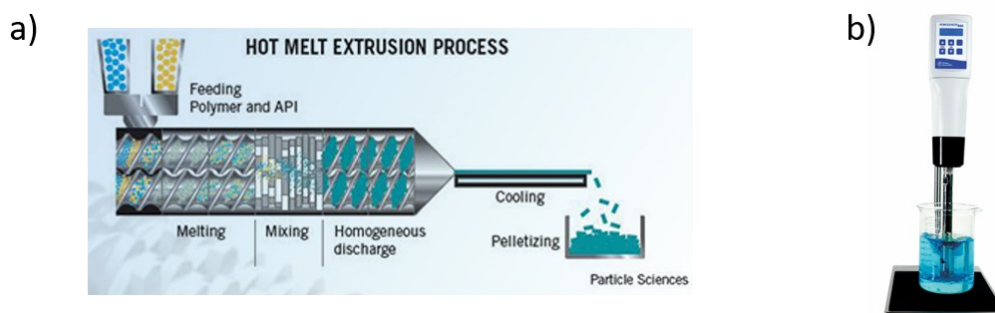 a)
b)
HOT MELT EXTRUSION PROCESS
Feeding
Polymer and API
Melting
Mixing
Homogeneous
discharge
Cooling
Pelletizing
Particle Sciences